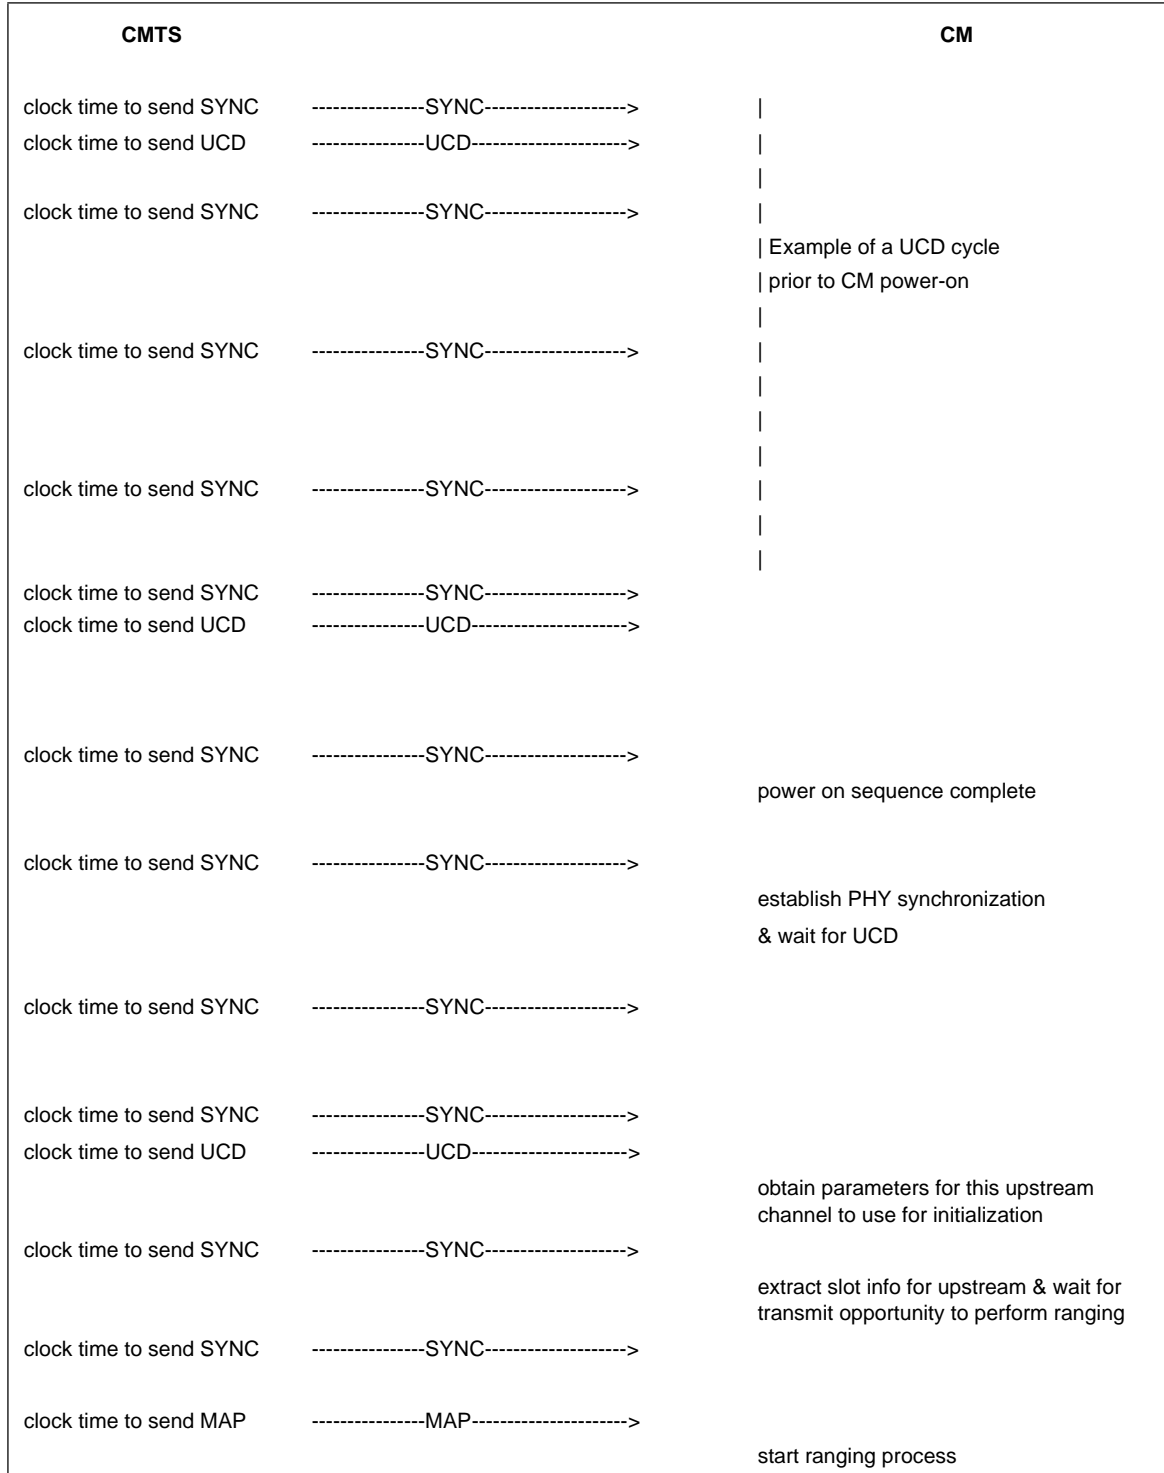 CMTS CM
clock time to send SYNC ----------------SYNC--------------------> |
clock time to send UCD ----------------UCD----------------------> |
|
clock time to send SYNC ----------------SYNC--------------------> |
| Example of a UCD cycle
| prior to CM power-on
|
clock time to send SYNC ----------------SYNC--------------------> |
|
|
|
clock time to send SYNC ----------------SYNC--------------------> |
|
|
clock time to send SYNC ----------------SYNC-------------------->
clock time to send UCD ----------------UCD---------------------->
clock time to send SYNC ----------------SYNC-------------------->
power on sequence complete
clock time to send SYNC ----------------SYNC-------------------->
establish PHY synchronization
& wait for UCD
clock time to send SYNC ----------------SYNC-------------------->
clock time to send SYNC ----------------SYNC-------------------->
clock time to send UCD ----------------UCD---------------------->
obtain parameters for this upstream
channel to use for initialization
clock time to send SYNC ----------------SYNC-------------------->
extract slot info for upstream & wait for
transmit opportunity to perform ranging
clock time to send SYNC ----------------SYNC-------------------->
clock time to send MAP ----------------MAP---------------------->
start ranging process